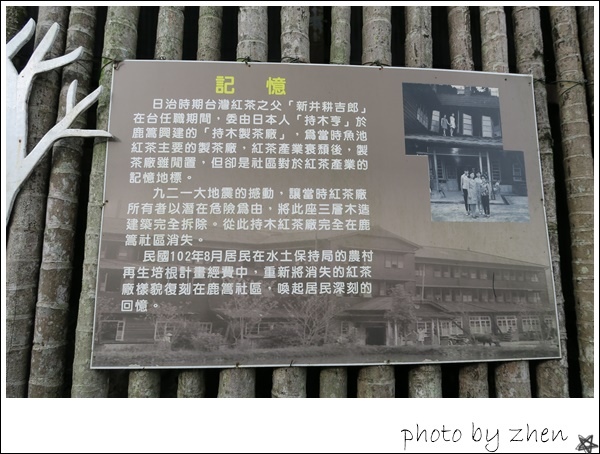 記憶
日治時期台灣紅茶之父「新井耕吉郎」
在台任職期間，委由日本人「持木亨」於
鹿篙興建的「持木製茶廠」，為當時魚池
紅茶主要的製茶廠，紅茶產業衰頹後，製
茶廠雖閒置，但卻是社區對於紅茶產業的
記憶地標。
九二一大地震的撼動，讓當時紅茶廠
所有者以潛在危險為由，將此座三層木造
建築完全拆除。從此持木紅茶廠完全在鹿
篙社區消失。
民國102年8月居民在水土保持局的農村
再生培根計畫經費中，重新將消失的紅茶
廠樣貌復刻在鹿篙社區，喚起居民深刻的
回憶。
photo by zhen